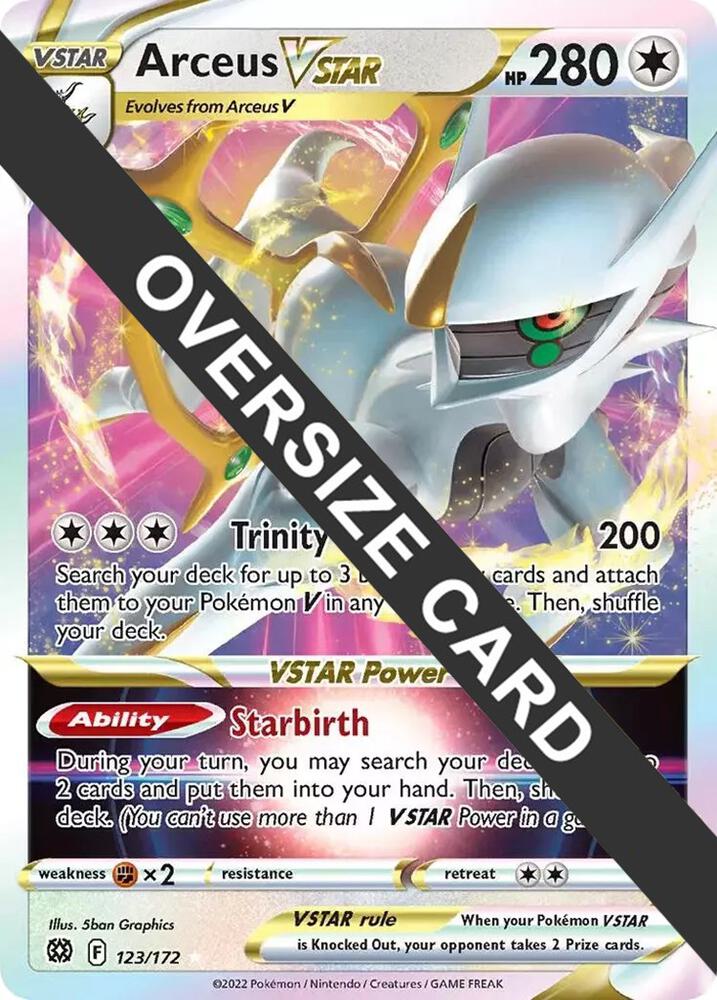 VSTAR
Arceus VSTAR
HP 280
Evolves from Arceus V
OVERSIZE CARD
Trinity
200
Search your deck for up to 3 cards and attach
them to your Pokémon V in any Then, shuffle
your deck.
VSTAR Power
Ability Starbirth
During your turn, you may search your
2 cards and put them into your hand. Then,
deck. (You can't use more than 1 VSTAR Power in a
weakness ×2 resistance retreat
Illus. 5ban Graphics
F 123/172
VSTAR rule When your Pokémon VSTAR
is Knocked Out, your opponent takes 2 Prize cards.
©2022 Pokémon / Nintendo / Creatures / GAME FREAK